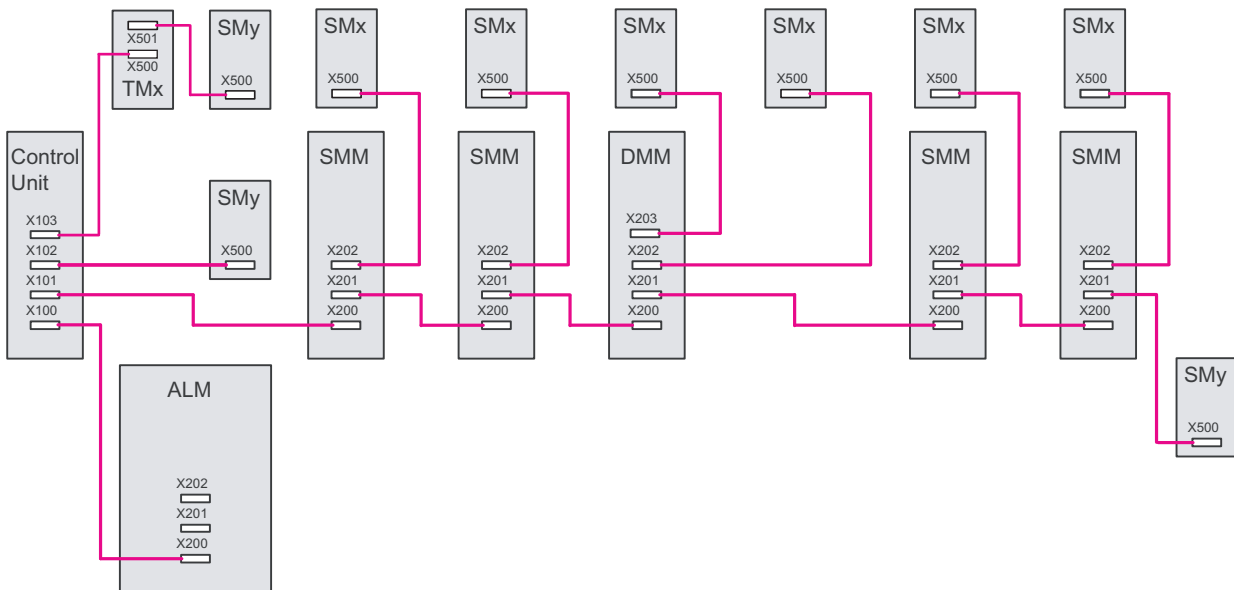 X501
X500
TMx
SMy
X500
SMx
X500
SMx
X500
SMx
X500
SMx
X500
SMx
X500
SMx
X500
Control
Unit
X103
X102
X101
X100
SMy
X500
SMM
X202
X201
X200
SMM
X202
X201
X200
DMM
X203
X202
X201
X200
SMM
X202
X201
X200
SMM
X202
X201
X200
ALM
X202
X201
X200
SMy
X500